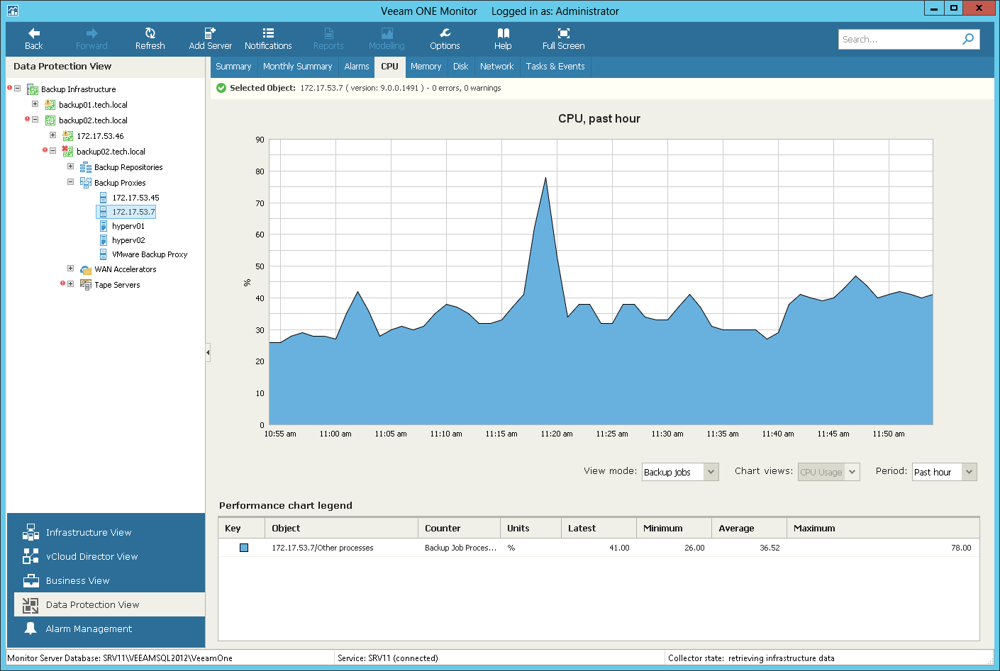 Veeam ONE Monitor Logged in as: Administrator
Back Forward Refresh Add Server Notifications Reports Modelling Options Help Full Screen Search...
Data Protection View
Summary Monthly Summary Alarms CPU Memory Disk Network Tasks & Events
Selected Object: 172.17.53.7 ( version: 9.0.0.1491 ) - 0 errors, 0 warnings
Backup Infrastructure
backup01.tech.local
backup02.tech.local
172.17.53.46
backup02.tech.local
Backup Repositories
Backup Proxies
172.17.53.45
172.17.53.7
hyperv01
hyperv02
VMware Backup Proxy
WAN Accelerators
Tape Servers
CPU, past hour
90
80
70
60
50
%
40
30
20
10
0
10:55 am 11:00 am 11:05 am 11:10 am 11:15 am 11:20 am 11:25 am 11:30 am 11:35 am 11:40 am 11:45 am 11:50 am
View mode: Backup jobs Chart views: CPU Usage Period: Past hour
Performance chart legend
Key Object Counter Units Latest Minimum Average Maximum
172.17.53.7/Other processes Backup Job Proces... % 41.00 26.00 36.52 78.00
Infrastructure View
vCloud Director View
Business View
Data Protection View
Alarm Management
Monitor Server Database: SRV11\VEEAMSQL2012\VeeamOne Service: SRV11 (connected) Collector state: retrieving infrastructure data